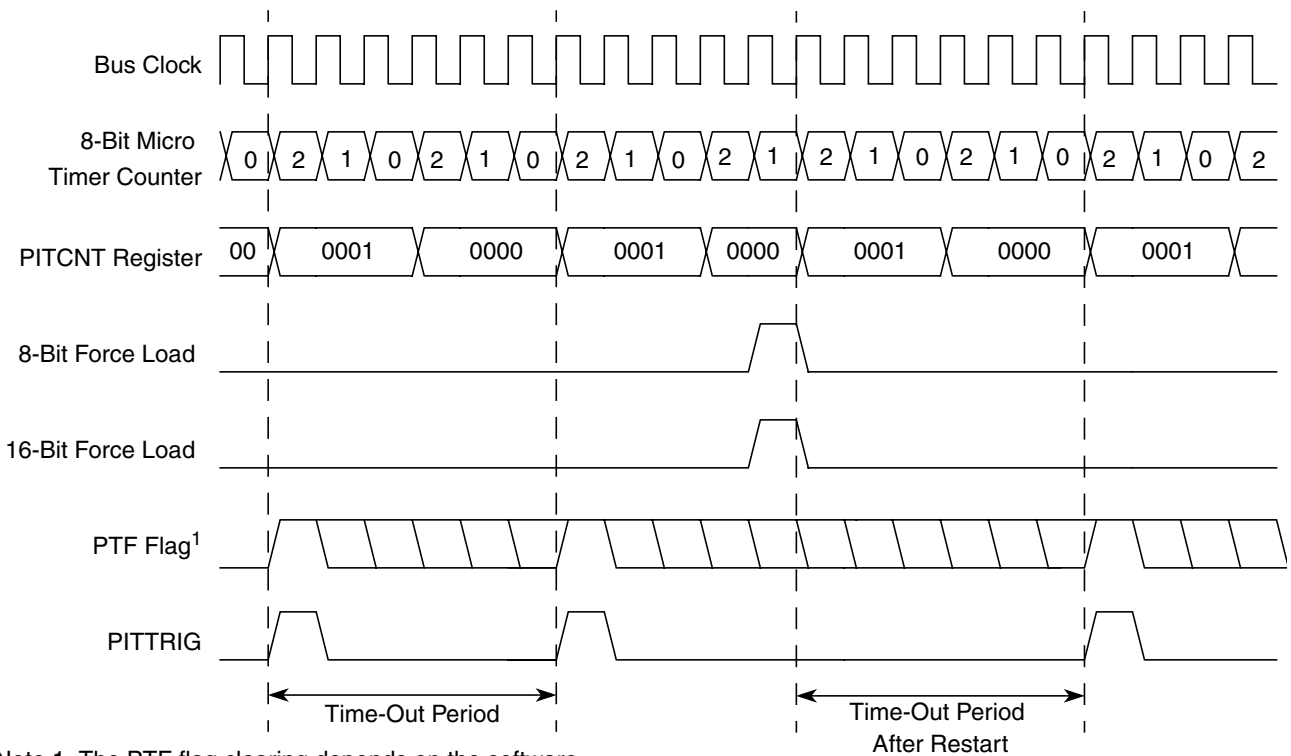 Bus Clock
8-Bit Micro
Timer Counter
0 2 1 0 2 1 0 2 1 0 2 1 2 1 0 2 1 0 2 1 0 2
PITCNT Register
00 0001 0000 0001 0000 0001 0000 0001
8-Bit Force Load
16-Bit Force Load
PTF Flag1
PITTRIG
Time-Out Period
Time-Out Period
After Restart
Note 1. The PTF flag clearing depends on the software